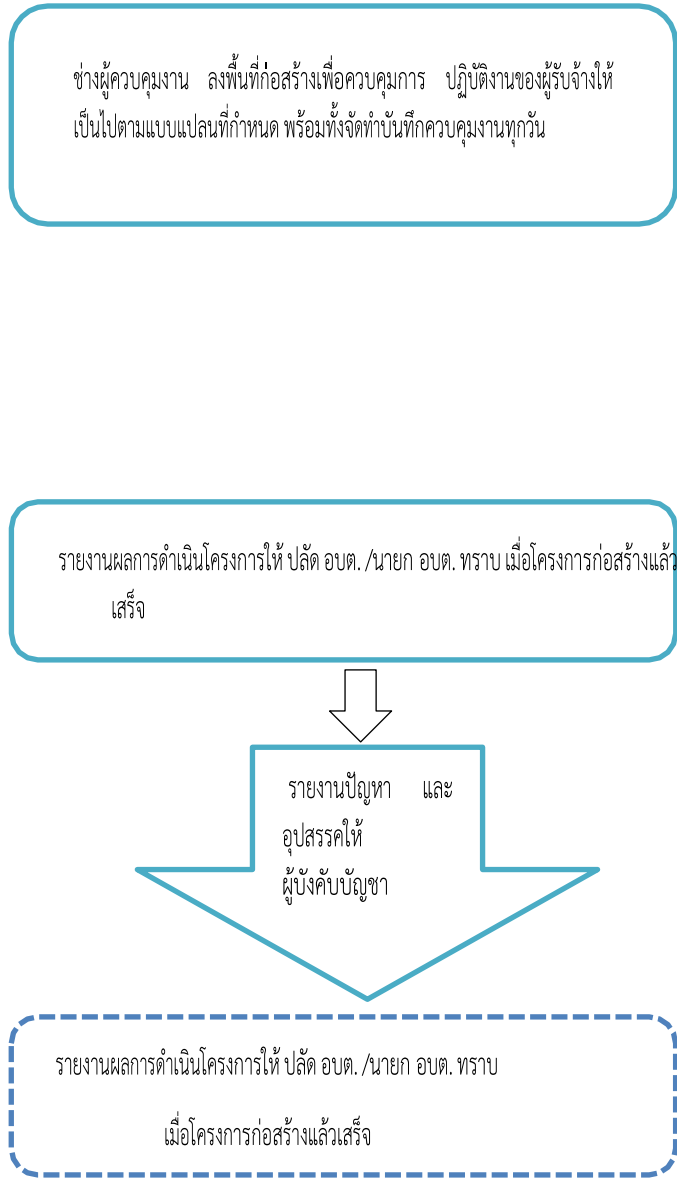 ช่างผู้ควบคุมงาน ลงพื้นที่ก่อสร้างเพื่อควบคุมการ ปฏิบัติงานของผู้รับจ้างให้
เป็นไปตามแบบแปลนที่กำหนด พร้อมทั้งจัดทำบันทึกควบคุมงานทุกวัน
รายงานผลการดำเนินโครงการให้ ปลัด อบต. /นายก อบต. ทราบ เมื่อโครงการก่อสร้างแล้ว
เสร็จ
รายงานปัญหา และ
อุปสรรคให้
ผู้บังคับบัญชา
รายงานผลการดำเนินโครงการให้ ปลัด อบต. /นายก อบต. ทราบ
เมื่อโครงการก่อสร้างแล้วเสร็จ